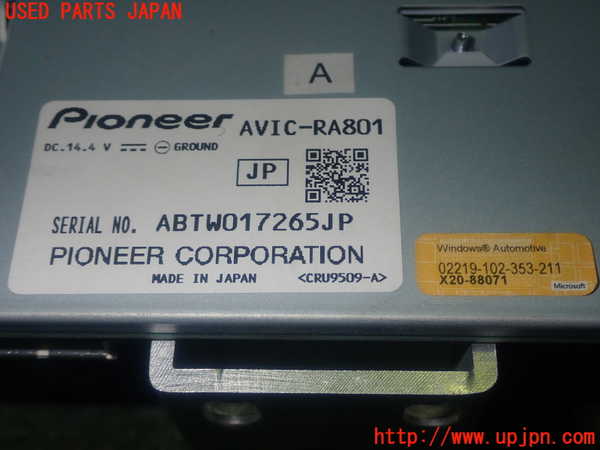 USED PARTS JAPAN
A
Pioneer AVIC-RA801
DC.14.4 V GROUND
JP
SERIAL NO. ABTW017265JP
PIONEER CORPORATION
MADE IN JAPAN <CRU9509-A>
Windows® Automotive
02219-102-353-211
X20-88071
Microsoft
http://www.upjpn.com